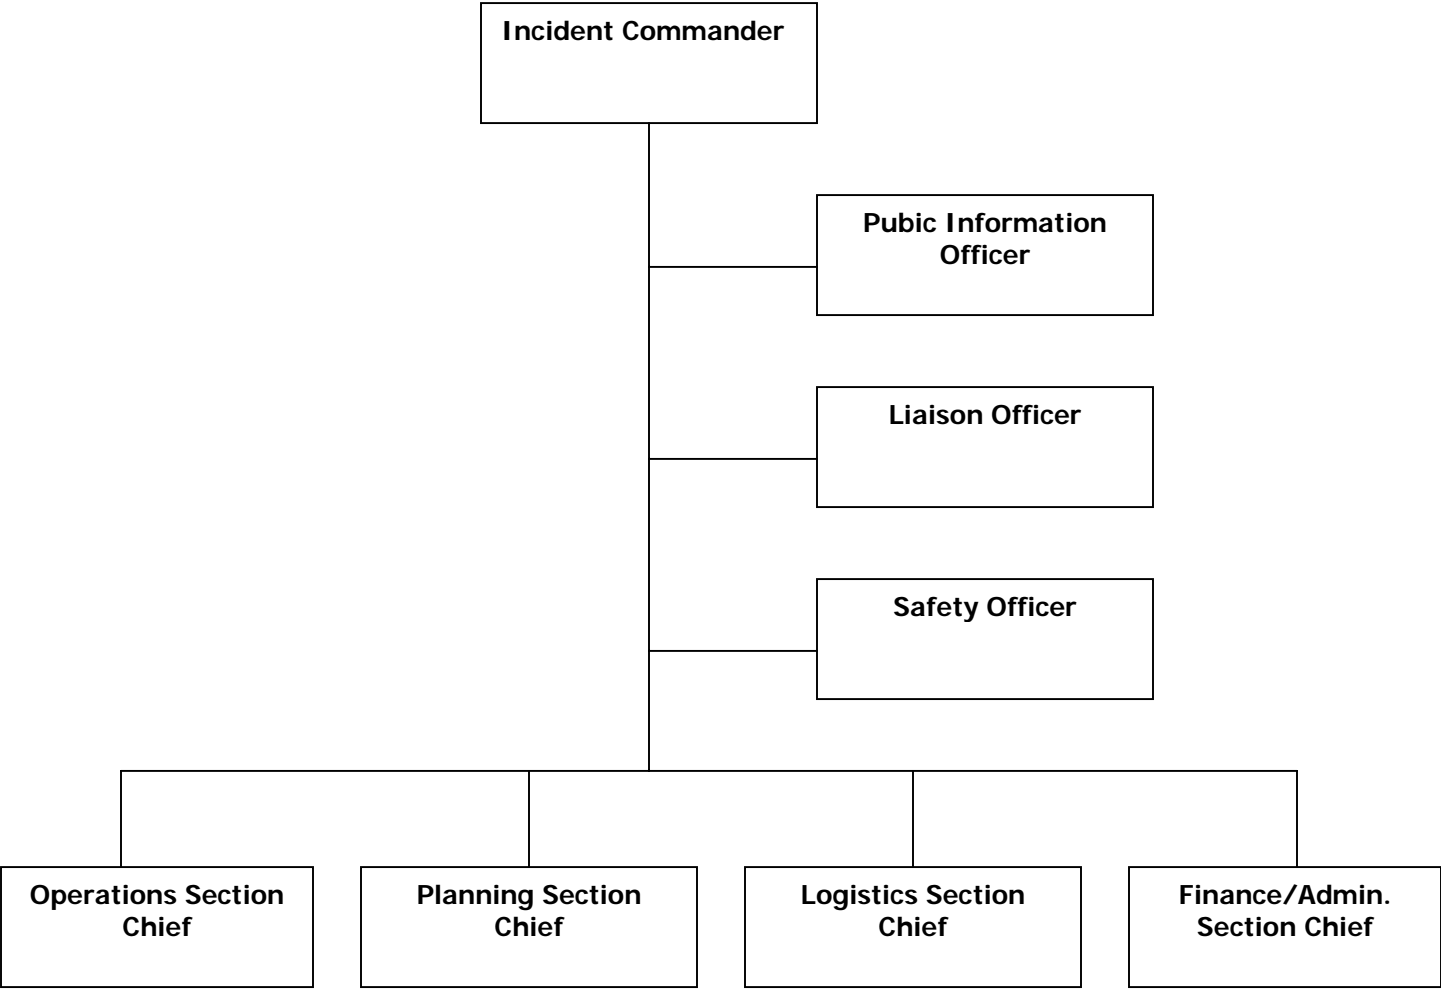 Incident Commander
Pubic Information
Officer
Liaison Officer
Safety Officer
Operations Section
Chief
Planning Section
Chief
Logistics Section
Chief
Finance/Admin.
Section Chief